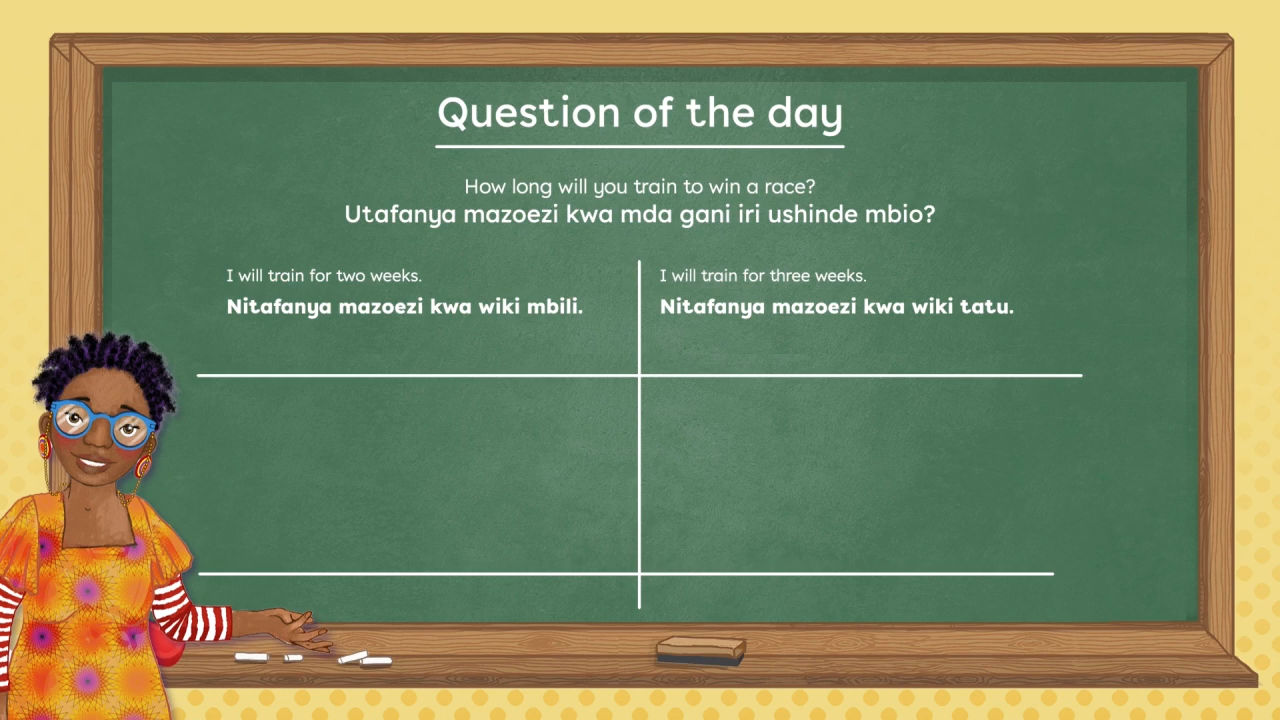 Question of the day
How long will you train to win a race?
Utafanya mazoezi kwa mda gani iri ushinde mbio?
I will train for two weeks.
Nitafanya mazoezi kwa wiki mbili.
I will train for three weeks.
Nitafanya mazoezi kwa wiki tatu.